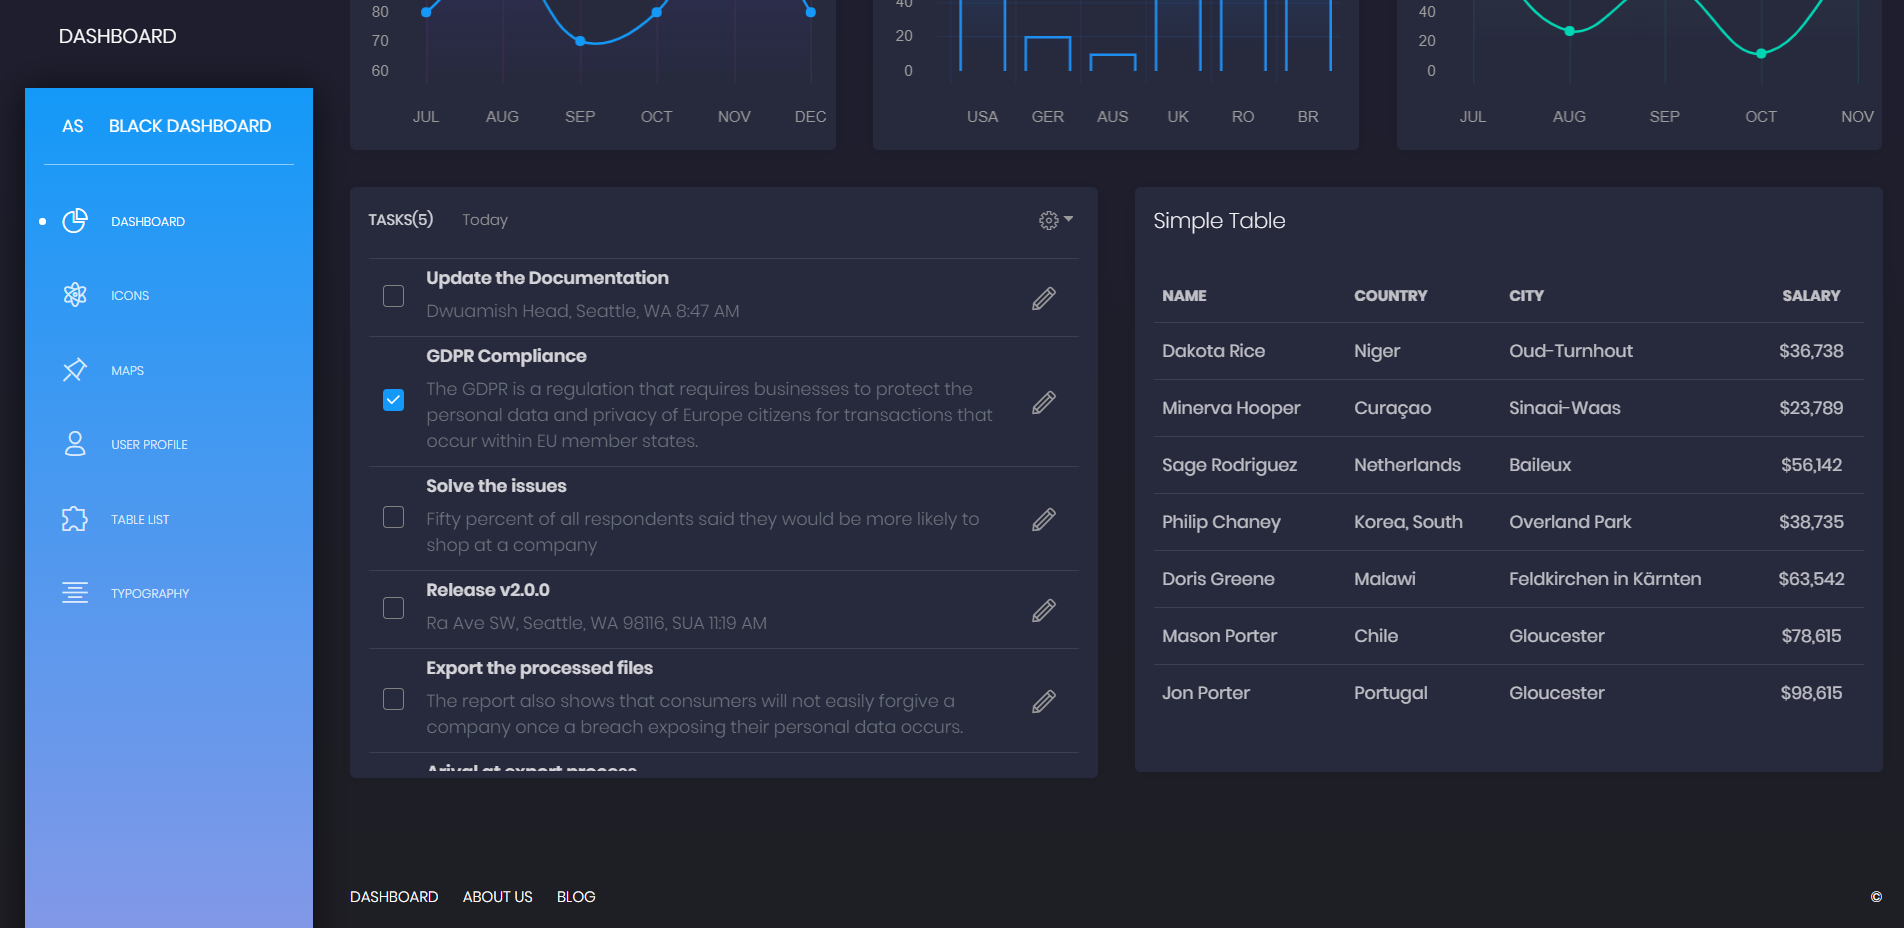 DASHBOARD
AS BLACK DASHBOARD
DASHBOARD
ICONS
MAPS
USER PROFILE
TABLE LIST
TYPOGRAPHY
80
70
60
JUL AUG SEP OCT NOV DEC
40
20
0
USA GER AUS UK RO BR
40
20
0
JUL AUG SEP OCT NOV
TASKS(5) Today
Update the Documentation
Dwuamish Head, Seattle, WA 8:47 AM
GDPR Compliance
The GDPR is a regulation that requires businesses to protect the
personal data and privacy of Europe citizens for transactions that
occur within EU member states.
Solve the issues
Fifty percent of all respondents said they would be more likely to
shop at a company
Release v2.0.0
Ra Ave SW, Seattle, WA 98116, SUA 11:19 AM
Export the processed files
The report also shows that consumers will not easily forgive a
company once a breach exposing their personal data occurs.
Arival at export process
Simple Table
NAME COUNTRY CITY SALARY
Dakota Rice Niger Oud-Turnhout $36,738
Minerva Hooper Curaçao Sinaai-Waas $23,789
Sage Rodriguez Netherlands Baileux $56,142
Philip Chaney Korea, South Overland Park $38,735
Doris Greene Malawi Feldkirchen in Kärnten $63,542
Mason Porter Chile Gloucester $78,615
Jon Porter Portugal Gloucester $98,615
DASHBOARD ABOUT US BLOG
©